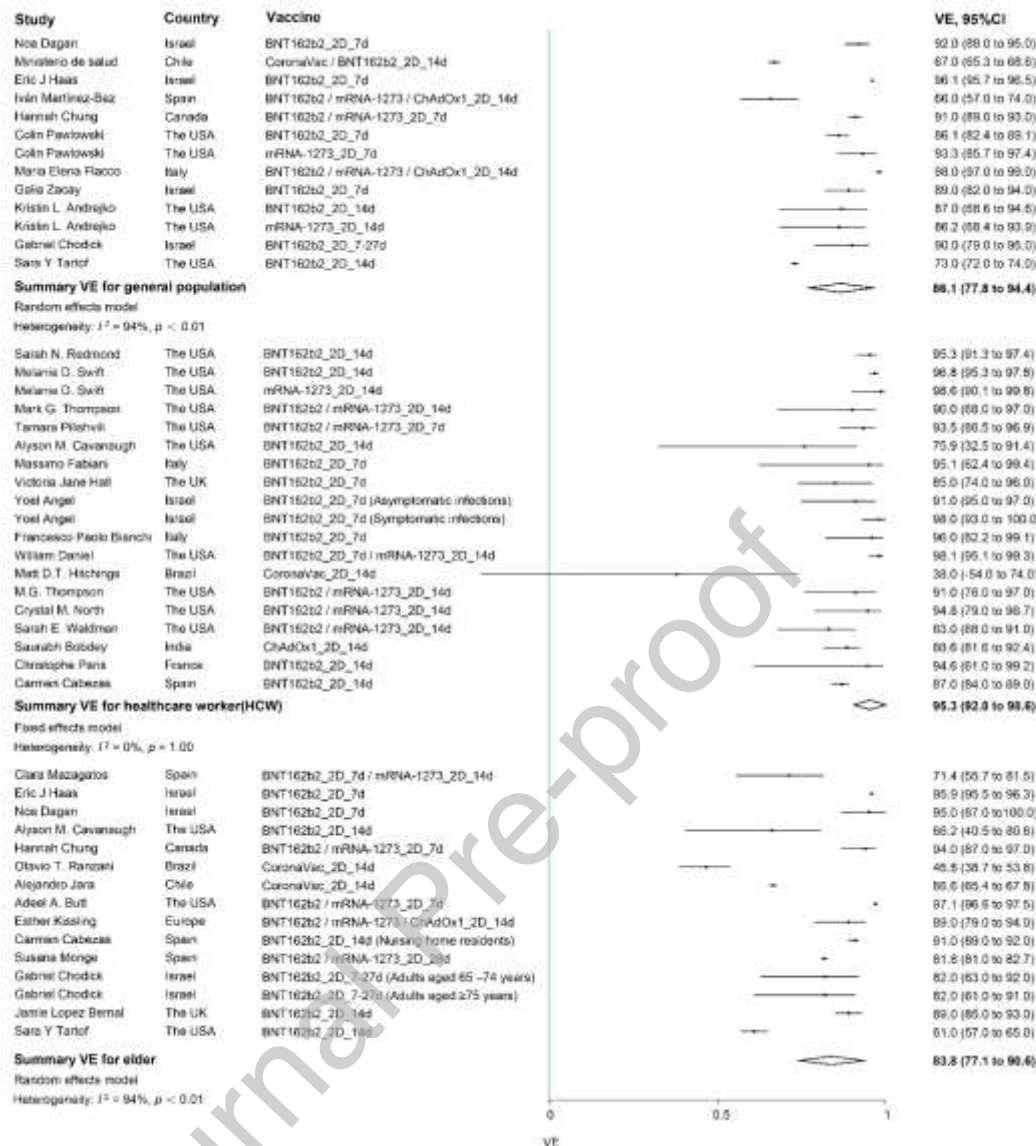 Study Country Vaccine VE, 95%CI
Noa Dagan Israel BNT162b2_2D_7d 92.0 (88.0 to 95.0)
Ministerio de salud Chile CoronaVac / BNT162b2_2D_14d 67.0 (65.3 to 68.6)
Eric J Haas Israel BNT162b2_2D_7d 96.1 (95.7 to 96.5)
Iván Martínez-Baz Spain BNT162b2 / mRNA-1273 / ChAdOx1_2D_14d 66.0 (57.0 to 74.0)
Hannah Chung Canada BNT162b2 / mRNA-1273_2D_7d 91.0 (89.0 to 93.0)
Colin Pawlowski The USA BNT162b2_2D_7d 86.1 (82.4 to 89.1)
Colin Pawlowski The USA mRNA-1273_2D_7d 93.3 (85.7 to 97.4)
Maria Elena Flacco Italy BNT162b2 / mRNA-1273 / ChAdOx1_2D_14d 98.0 (97.0 to 99.0)
Galia Zacay Israel BNT162b2_2D_7d 89.0 (82.0 to 94.0)
Kristin L. Andrejko The USA BNT162b2_2D_14d 87.0 (68.6 to 94.6)
Kristin L. Andrejko The USA mRNA-1273_2D_14d 86.2 (68.4 to 93.9)
Gabriel Chodick Israel BNT162b2_2D_7-27d 90.0 (79.0 to 95.0)
Sara Y Tartof The USA BNT162b2_2D_14d 73.0 (72.0 to 74.0)
Summary VE for general population 86.1 (77.8 to 94.4)
Random effects model
Heterogeneity: I² = 94%, p < 0.01
Sarah N. Redmond The USA BNT162b2_2D_14d 95.3 (91.3 to 97.4)
Melanie D. Swift The USA BNT162b2_2D_14d 96.8 (95.3 to 97.8)
Melanie D. Swift The USA mRNA-1273_2D_14d 98.6 (90.1 to 99.8)
Mark G. Thompson The USA BNT162b2 / mRNA-1273_2D_14d 90.0 (68.0 to 97.0)
Tamara Pilishvili The USA BNT162b2 / mRNA-1273_2D_7d 93.5 (86.5 to 96.9)
Alyson M. Cavanaugh The USA BNT162b2_2D_14d 75.9 (32.5 to 91.4)
Massimo Fabiani Italy BNT162b2_2D_7d 95.1 (62.4 to 99.4)
Victoria Jane Hall The UK BNT162b2_2D_7d 85.0 (74.0 to 96.0)
Yoel Angel Israel BNT162b2_2D_7d (Asymptomatic infections) 91.0 (95.0 to 97.0)
Yoel Angel Israel BNT162b2_2D_7d (Symptomatic infections) 98.0 (93.0 to 100.0
Francesco Paolo Bianchi Italy BNT162b2_2D_7d 96.0 (82.2 to 99.1)
William Daniel The USA BNT162b2_2D_7d / mRNA-1273_2D_14d 98.1 (95.1 to 99.3)
Matt D.T. Hitchings Brazil CoronaVac_2D_14d 38.0 (-54.0 to 74.0)
M.G. Thompson The USA BNT162b2 / mRNA-1273_2D_14d 91.0 (76.0 to 97.0)
Crystal M. North The USA BNT162b2 / mRNA-1273_2D_14d 94.8 (79.0 to 98.7)
Sarah E. Waldman The USA BNT162b2 / mRNA-1273_2D_14d 83.0 (68.0 to 91.0)
Saurabh Bobdey India ChAdOx1_2D_14d 88.6 (81.6 to 92.4)
Christophe Paris France BNT162b2_2D_14d 94.6 (61.0 to 99.2)
Carmen Cabezas Spain BNT162b2_2D_14d 87.0 (84.0 to 89.0)
Summary VE for healthcare worker(HCW) 95.3 (92.0 to 98.6)
Fixed effects model
Heterogeneity: I² = 0%, p = 1.00
Clara Mazagatos Spain BNT162b2_2D_7d / mRNA-1273_2D_14d 71.4 (55.7 to 81.5)
Eric J Haas Israel BNT162b2_2D_7d 95.9 (95.5 to 96.3)
Noa Dagan Israel BNT162b2_2D_7d 95.0 (87.0 to100.0)
Alyson M. Cavanaugh The USA BNT162b2_2D_14d 66.2 (40.5 to 80.8)
Hannah Chung Canada BNT162b2 / mRNA-1273_2D_7d 94.0 (87.0 to 97.0)
Otavio T. Ranzani Brazil CoronaVac_2D_14d 46.8 (38.7 to 53.8)
Alejandro Jara Chile CoronaVac_2D_14d 66.6 (65.4 to 67.8)
Adeel A. Butt The USA BNT162b2 / mRNA-1273_2D_7d 97.1 (96.6 to 97.5)
Esther Kissling Europe BNT162b2 / mRNA-1273 / ChAdOx1_2D_14d 89.0 (79.0 to 94.0)
Carmen Cabezas Spain BNT162b2_2D_14d (Nursing home residents) 91.0 (89.0 to 92.0)
Susana Monge Spain BNT162b2 / mRNA-1273_2D_28d 81.8 (81.0 to 82.7)
Gabriel Chodick Israel BNT162b2_2D_7-27d (Adults aged 65 –74 years) 82.0 (63.0 to 92.0)
Gabriel Chodick Israel BNT162b2_2D_7-27d (Adults aged ≥75 years) 82.0 (61.0 to 91.0)
Jamie Lopez Bernal The UK BNT162b2_2D_14d 89.0 (85.0 to 93.0)
Sara Y Tartof The USA BNT162b2_2D_14d 61.0 (57.0 to 65.0)
Summary VE for elder 83.8 (77.1 to 90.6)
Random effects model
Heterogeneity: I² = 94%, p < 0.01
0 0.5 1
VE
urnal Pre-proof